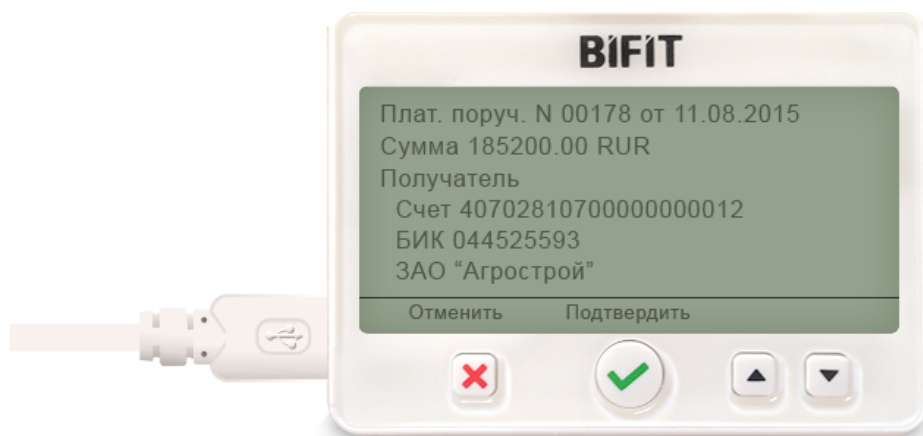 BIFIT
Плат. поруч. N 00178 от 11.08.2015
Сумма 185200.00 RUR
Получатель
Счет 40702810700000000012
БИК 044525593
ЗАО “Агрострой”
Отменить Подтвердить